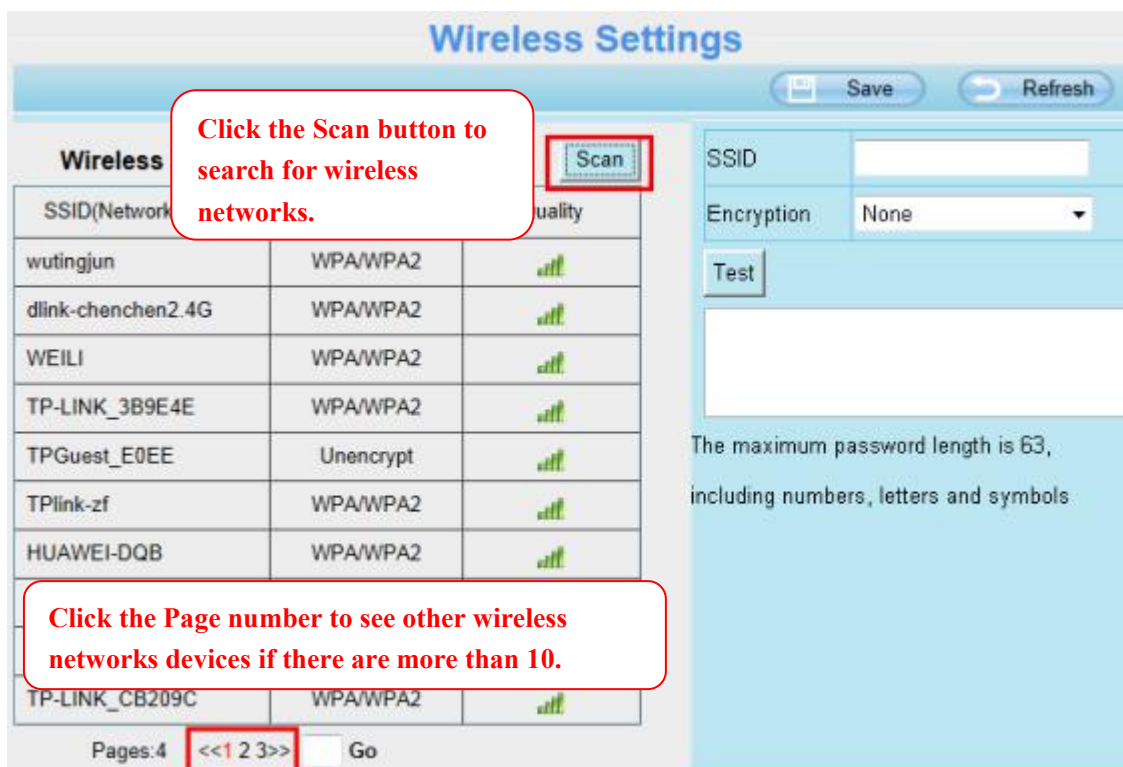 Wireless Settings
Save Refresh
Click the Scan button to
search for wireless
networks.
Wireless
Scan
SSID(Network
WPA/WPA2
wutingjun WPA/WPA2
dlink-chenchen2.4G WPA/WPA2
WEILI WPA/WPA2
TP-LINK_3B9E4E WPA/WPA2
TPGuest_E0EE Unencrypt
TPlink-zf WPA/WPA2
HUAWEI-DQB WPA/WPA2
Click the Page number to see other wireless
networks devices if there are more than 10.
TP-LINK_CB209C WPA/WPA2
Pages:4 <<1 2 3>> Go
SSID
Encryption None
Test
The maximum password length is 63,
including numbers, letters and symbols